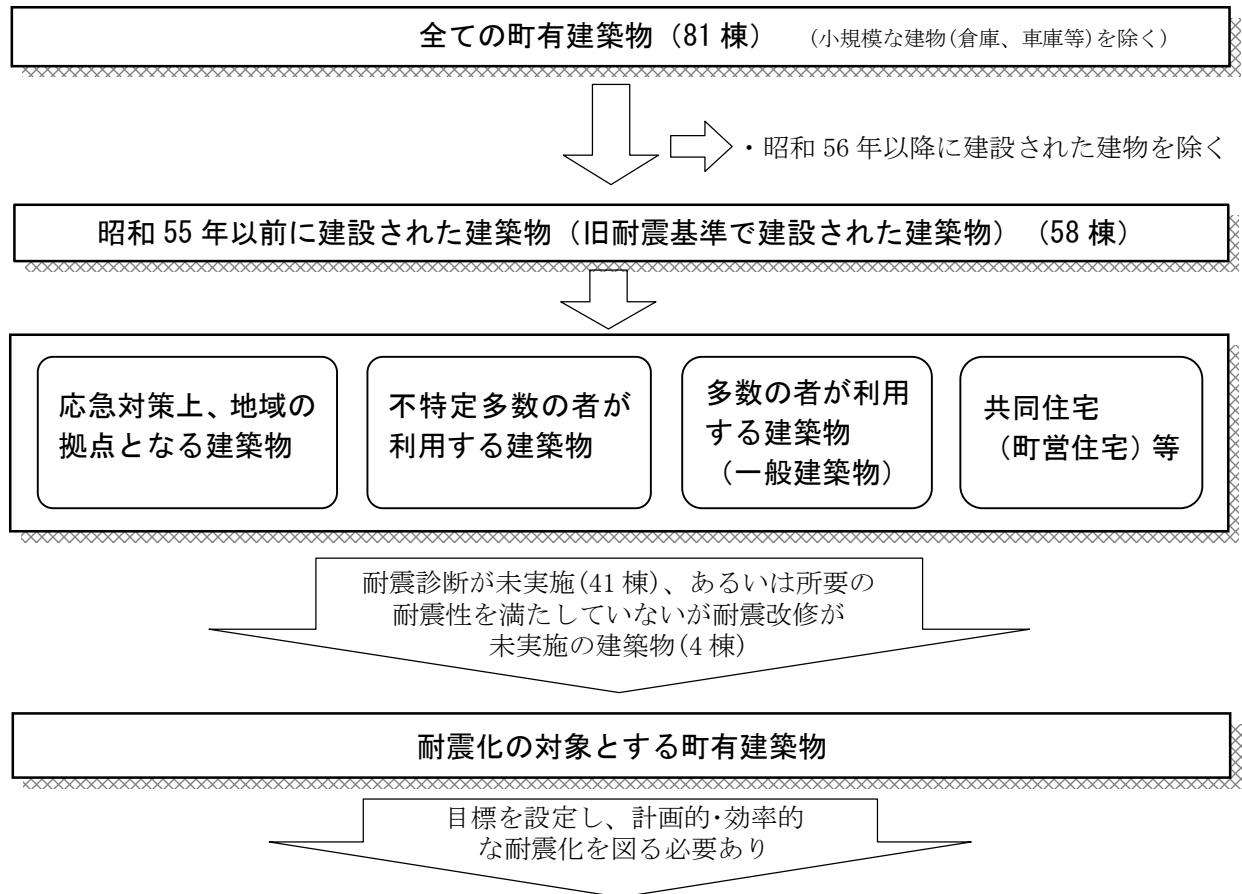 全ての町有建築物（81 棟） （小規模な建物(倉庫、車庫等)を除く）
・昭和 56 年以降に建設された建物を除く
昭和 55 年以前に建設された建築物（旧耐震基準で建設された建築物）（58 棟）
応急対策上、地域の
拠点となる建築物
不特定多数の者が
利用する建築物
多数の者が利用
する建築物
（一般建築物）
共同住宅
（町営住宅）等
耐震診断が未実施(41 棟)、あるいは所要の
耐震性を満たしていないが耐震改修が
未実施の建築物(4 棟)
耐震化の対象とする町有建築物
目標を設定し、計画的･効率的
な耐震化を図る必要あり